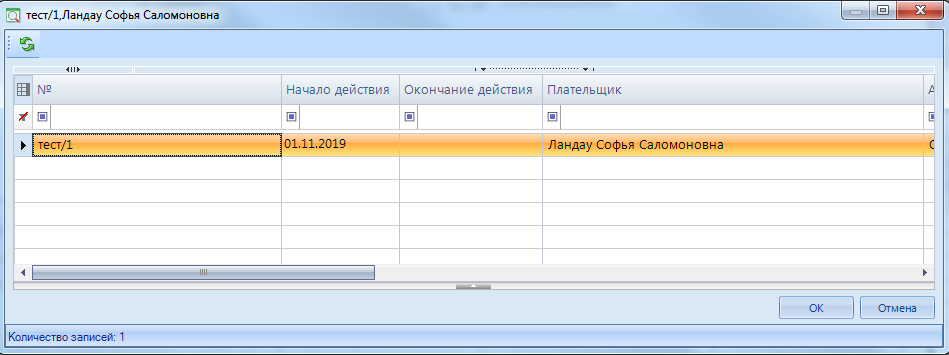 тест/1,Ландау Софья Саломоновна
№ Начало действия Окончание действия Плательщик
тест/1 01.11.2019 Ландау Софья Саломоновна
OK Отмена
Количество записей: 1